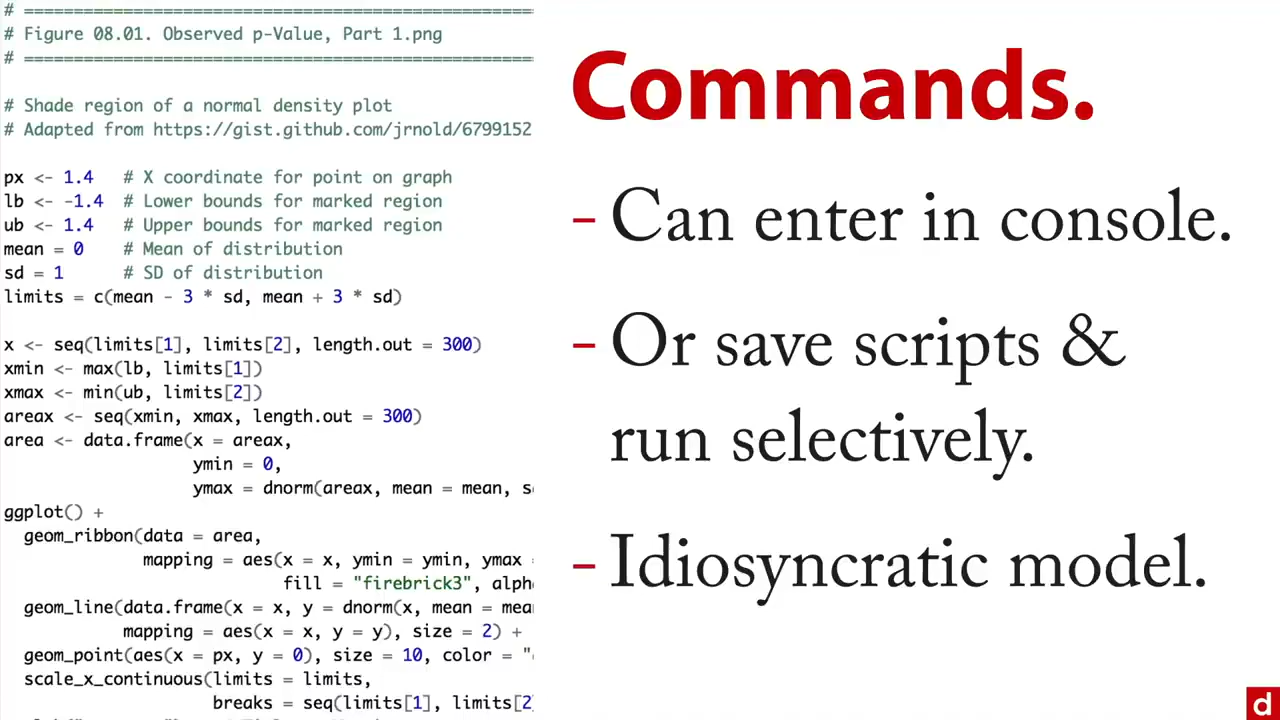 # ===================================================
# Figure 08.01. Observed p-Value, Part 1.png
# ===================================================
# Shade region of a normal density plot
# Adapted from https://gist.github.com/jrnold/6799152
px <- 1.4   # X coordinate for point on graph
lb <- -1.4  # Lower bounds for marked region
ub <- 1.4   # Upper bounds for marked region
mean = 0    # Mean of distribution
sd = 1      # SD of distribution
limits = c(mean - 3 * sd, mean + 3 * sd)
x <- seq(limits[1], limits[2], length.out = 300)
xmin <- max(lb, limits[1])
xmax <- min(ub, limits[2])
areax <- seq(xmin, xmax, length.out = 300)
area <- data.frame(x = areax,
                   ymin = 0,
                   ymax = dnorm(areax, mean = mean, s
ggplot() +
  geom_ribbon(data = area,
              mapping = aes(x = x, ymin = ymin, ymax =
                            fill = "firebrick3", alph
  geom_line(data.frame(x = x, y = dnorm(x, mean = mea
            mapping = aes(x = x, y = y), size = 2) +
  geom_point(aes(x = px, y = 0), size = 10, color = "
  scale_x_continuous(limits = limits,
                     breaks = seq(limits[1], limits[2
Commands.
– Can enter in console.
– Or save scripts &
run selectively.
– Idiosyncratic model.
d